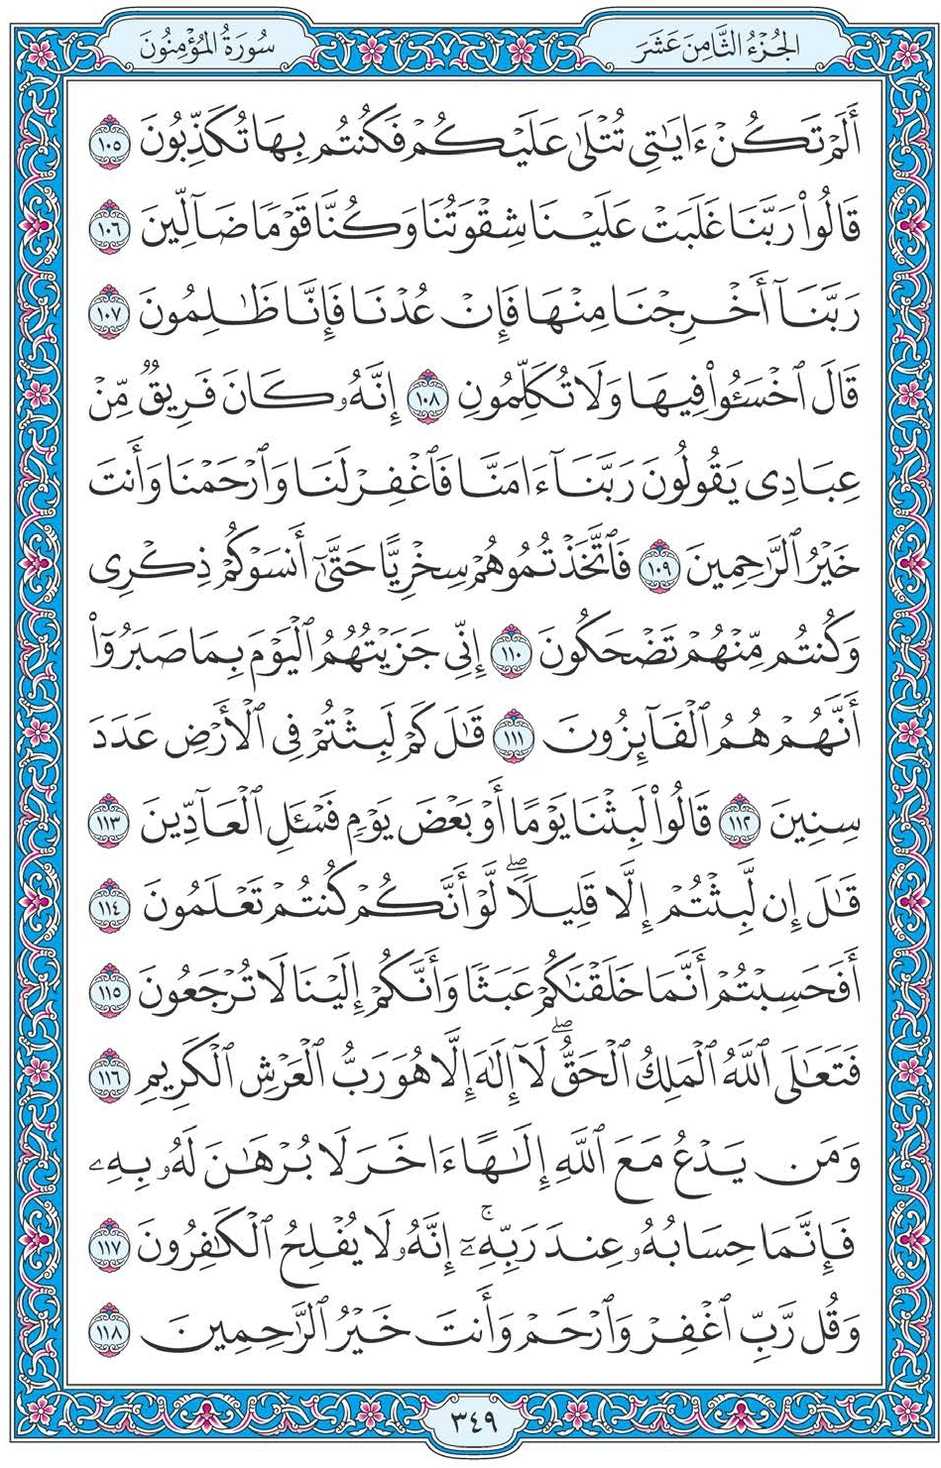 الجُزْءُ الثَّامِنَ عَشَرَ
سُورَةُ المُؤْمِنُونَ
أَلَمْ تَكُنْ ءَايَـٰتِى تُتْلَىٰ عَلَيْكُمْ فَكُنتُم بِهَا تُكَذِّبُونَ ١٠٥
قَالُوا۟ رَبَّنَا غَلَبَتْ عَلَيْنَا شِقْوَتُنَا وَكُنَّا قَوْمًا ضَآلِّينَ ١٠٦
رَبَّنَآ أَخْرِجْنَا مِنْهَا فَإِنْ عُدْنَا فَإِنَّا ظَـٰلِمُونَ ١٠٧
قَالَ ٱخْسَـُٔوا۟ فِيهَا وَلَا تُكَلِّمُونِ ١٠٨ إِنَّهُۥ كَانَ فَرِيقٌ مِّنْ
عِبَادِى يَقُولُونَ رَبَّنَآ ءَامَنَّا فَٱغْفِرْ لَنَا وَٱرْحَمْنَا وَأَنتَ
خَيْرُ ٱلرَّٰحِمِينَ ١٠٩ فَٱتَّخَذْتُمُوهُمْ سِخْرِيًّا حَتَّىٰٓ أَنسَوْكُمْ ذِكْرِى
وَكُنتُم مِّنْهُمْ تَضْحَكُونَ ١١٠ إِنِّى جَزَيْتُهُمُ ٱلْيَوْمَ بِمَا صَبَرُوٓا۟
أَنَّهُمْ هُمُ ٱلْفَآئِزُونَ ١١١ قَـٰلَ كَمْ لَبِثْتُمْ فِى ٱلْأَرْضِ عَدَدَ
سِنِينَ ١١٢ قَالُوا۟ لَبِثْنَا يَوْمًا أَوْ بَعْضَ يَوْمٍ فَسْـَٔلِ ٱلْعَآدِّينَ ١١٣
قَـٰلَ إِن لَّبِثْتُمْ إِلَّا قَلِيلًا ۖ لَّوْ أَنَّكُمْ كُنتُمْ تَعْلَمُونَ ١١٤
أَفَحَسِبْتُمْ أَنَّمَا خَلَقْنَـٰكُمْ عَبَثًا وَأَنَّكُمْ إِلَيْنَا لَا تُرْجَعُونَ ١١٥
فَتَعَـٰلَى ٱللَّهُ ٱلْمَلِكُ ٱلْحَقُّ ۖ لَآ إِلَـٰهَ إِلَّا هُوَ رَبُّ ٱلْعَرْشِ ٱلْكَرِيمِ ١١٦
وَمَن يَدْعُ مَعَ ٱللَّهِ إِلَـٰهًا ءَاخَرَ لَا بُرْهَـٰنَ لَهُۥ بِهِۦ
فَإِنَّمَا حِسَابُهُۥ عِندَ رَبِّهِۦٓ ۚ إِنَّهُۥ لَا يُفْلِحُ ٱلْكَـٰفِرُونَ ١١٧
وَقُل رَّبِّ ٱغْفِرْ وَٱرْحَمْ وَأَنتَ خَيْرُ ٱلرَّٰحِمِينَ ١١٨
٣٤٩